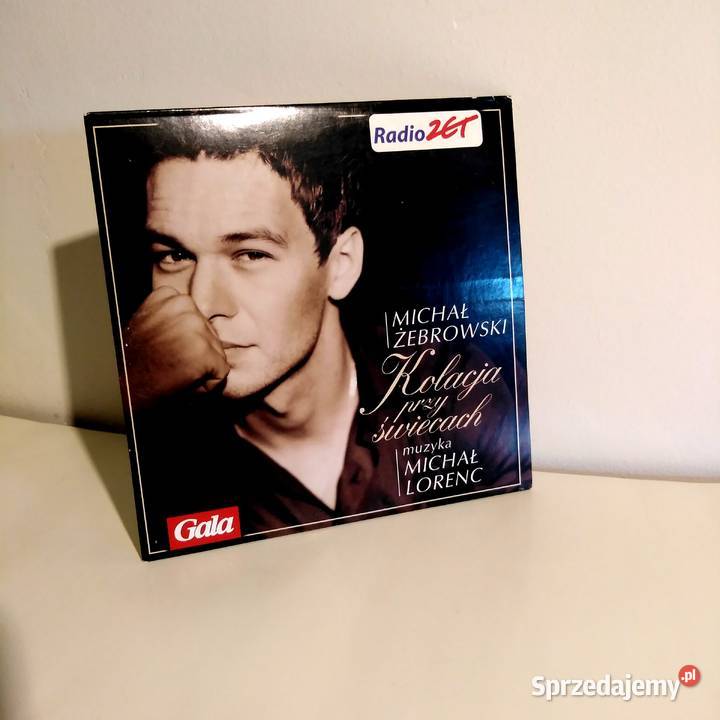 Radio ZET
MICHAŁ
ŻEBROWSKI
Kolacja
przy
świecach
muzyka
MICHAŁ
LORENC
Gala
Sprzedajemy.pl